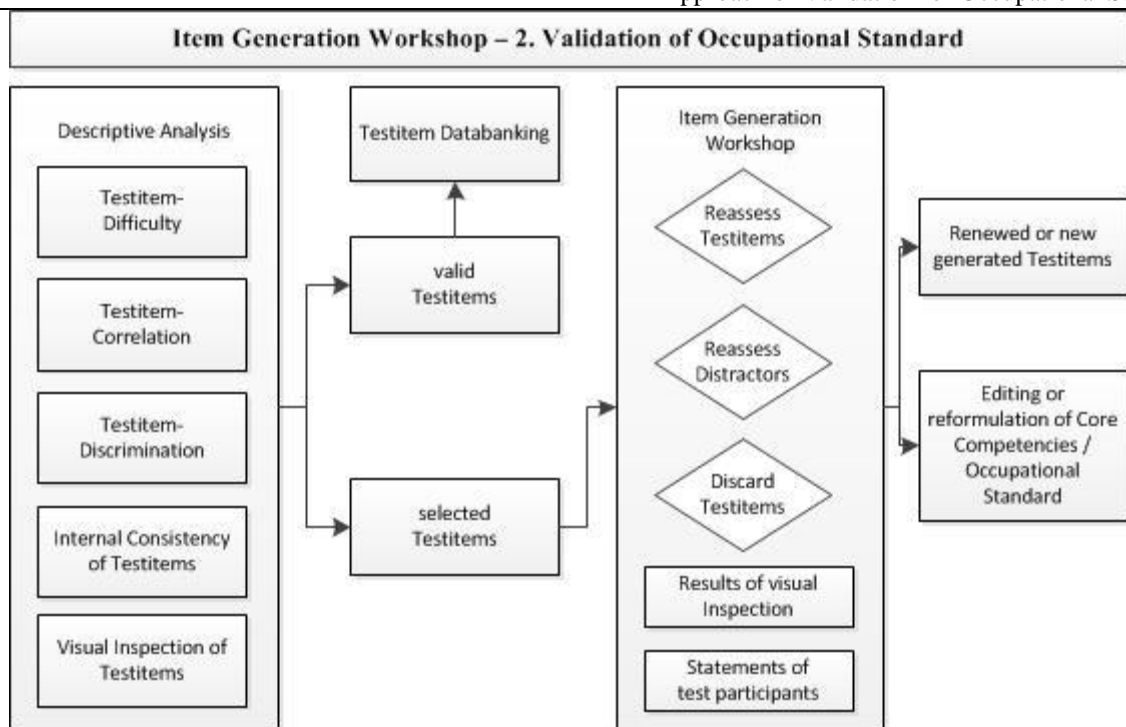 Item Generation Workshop – 2. Validation of Occupational Standard
Descriptive Analysis
Testitem-
Difficulty
Testitem-
Correlation
Testitem-
Discrimination
Internal Consistency
of Testitems
Visual Inspection of
Testitems
Testitem Databanking
valid
Testitems
selected
Testitems
Item Generation
Workshop
Reassess
Testitems
Reassess
Distractors
Discard
Testitems
Results of visual
Inspection
Statements of
test participants
Renewed or new
generated Testitems
Editing or
reformulation of Core
Competencies /
Occupational
Standard